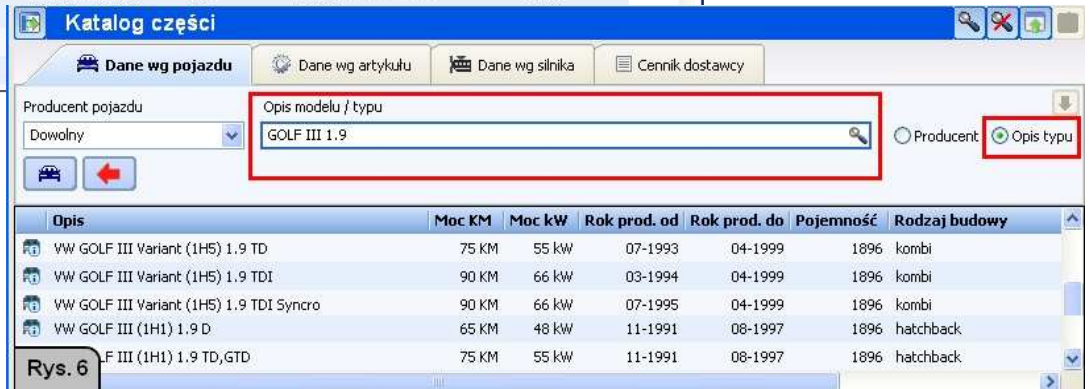 Katalog części
Dane wg pojazdu Dane wg artykułu Dane wg silnika Cennik dostawcy
Producent pojazdu Opis modelu / typu
Dowolny GOLF III 1.9 Producent Opis typu
Opis Moc KM Moc kW Rok prod. od Rok prod. do Pojemność Rodzaj budowy
VW GOLF III Variant (1H5) 1.9 TD 75 KM 55 kW 07-1993 04-1999 1896 kombi
VW GOLF III Variant (1H5) 1.9 TDI 90 KM 66 kW 03-1994 04-1999 1896 kombi
VW GOLF III Variant (1H5) 1.9 TDI Syncro 90 KM 66 kW 07-1995 04-1999 1896 kombi
VW GOLF III (1H1) 1.9 D 65 KM 48 kW 11-1991 08-1997 1896 hatchback
LF III (1H1) 1.9 TD,GTD 75 KM 55 kW 11-1991 08-1997 1896 hatchback
Rys. 6